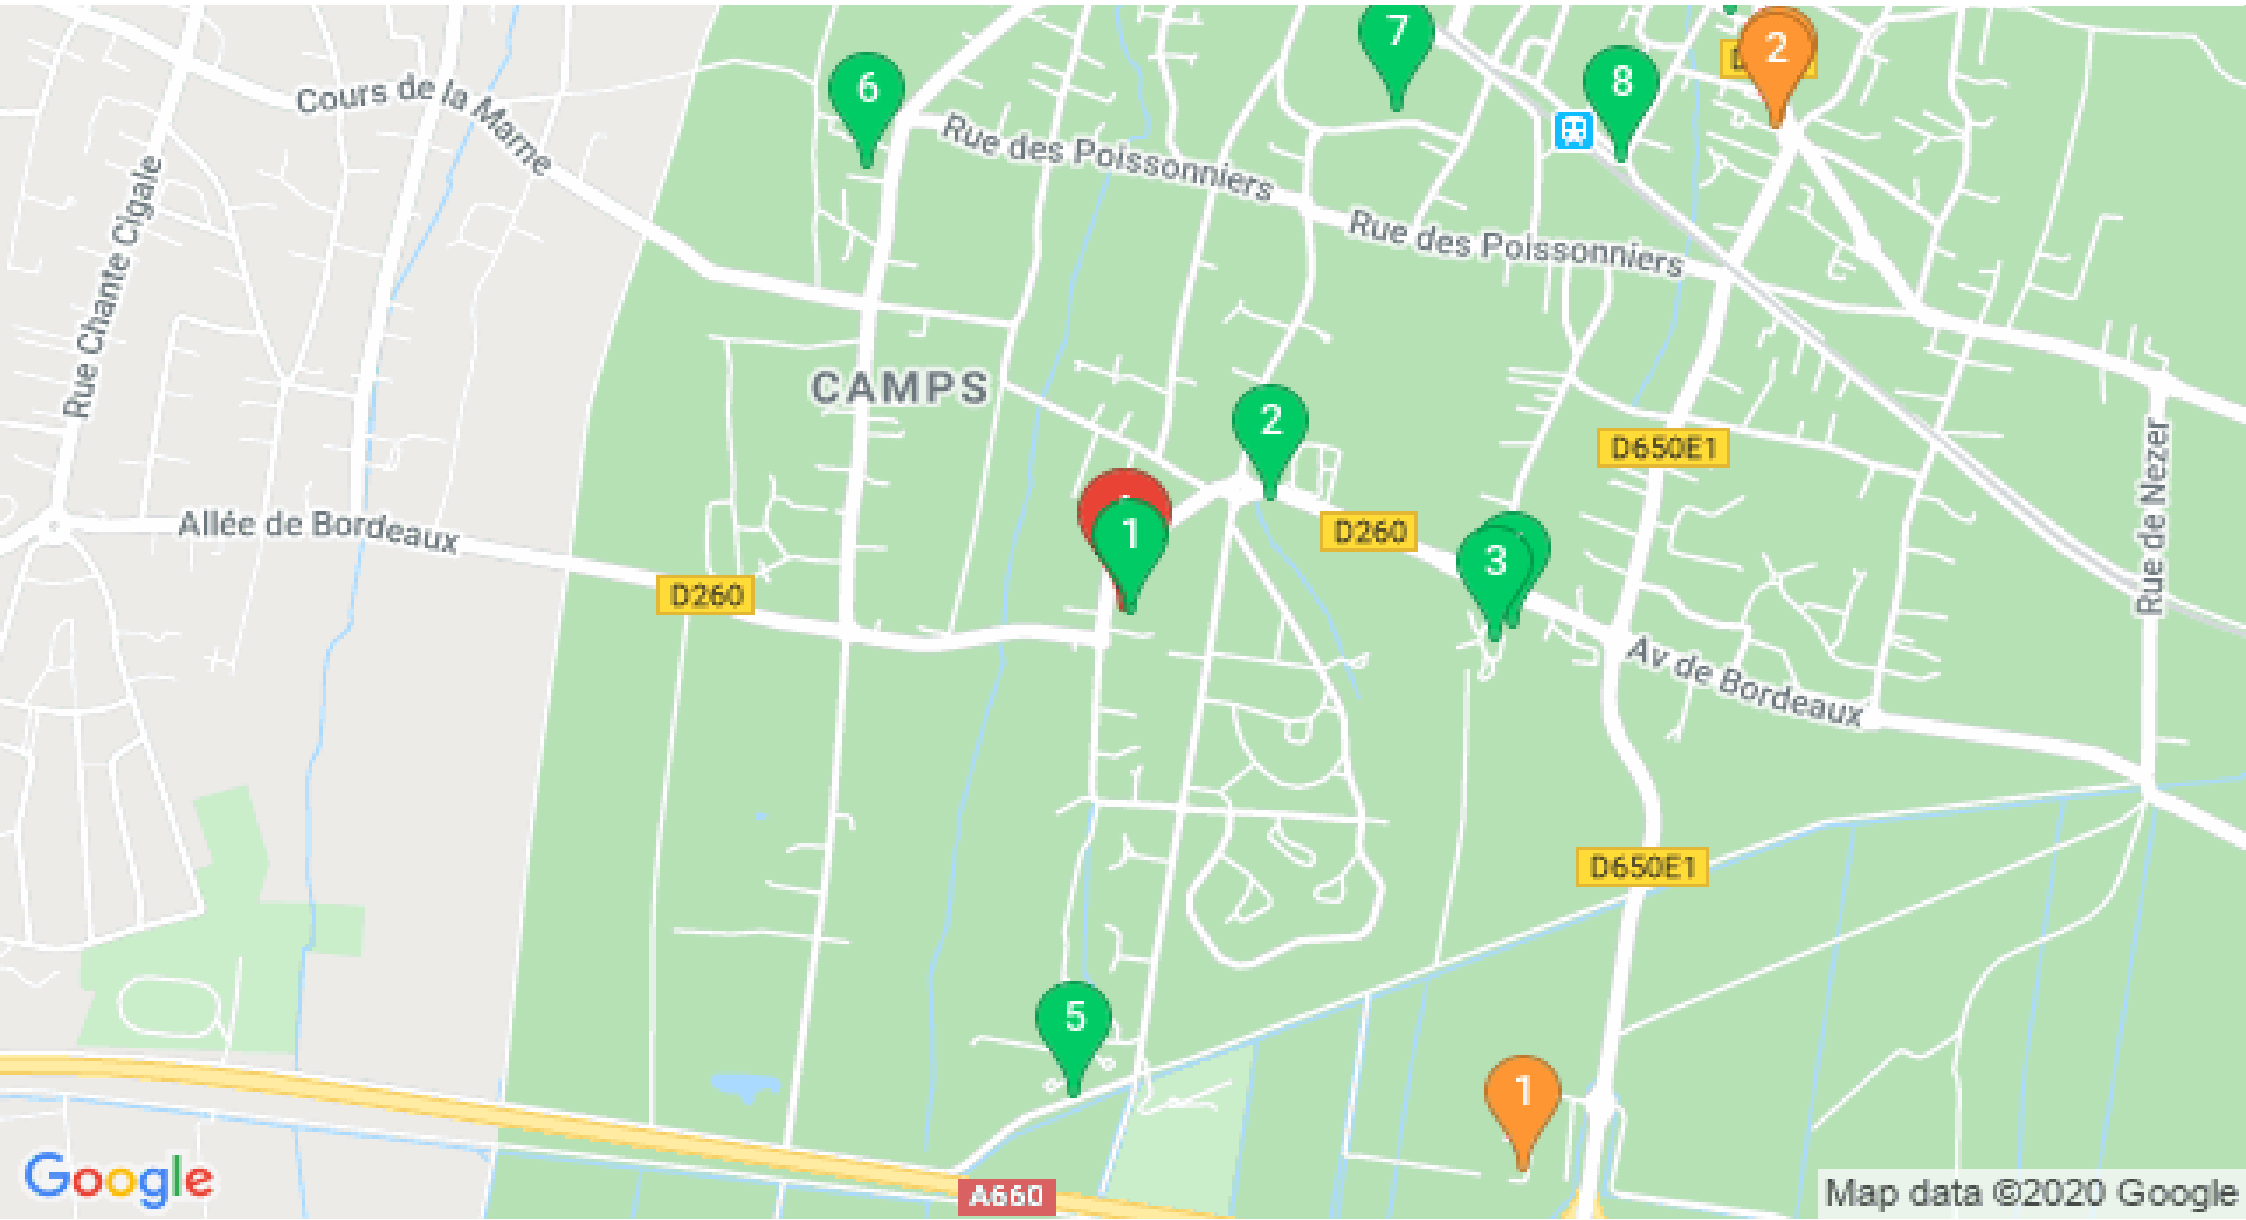 7
2
8
6
Cours de la Marne
Rue des Poissonniers
Rue Chante Cigale
Rue des Poissonniers
CAMPS
2
D650E1
Rue de Nezer
Allée de Bordeaux
1
D260
3
D260
Av de Bordeaux
D650E1
5
1
Google
A660
Map data ©2020 Google